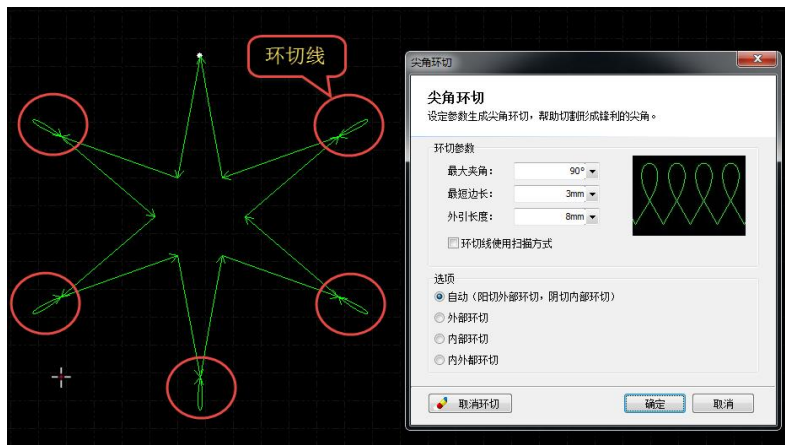 环切线
尖角环切
尖角环切
设定参数生成尖角环切，帮助切割形成锋利的尖角。
环切参数
最大夹角： 90°
最短边长： 3mm
外引长度： 8mm
环切线使用扫描方式
选项
自动（阳切外部环切，阴切内部环切）
外部环切
内部环切
内外都环切
取消环切 确定 取消